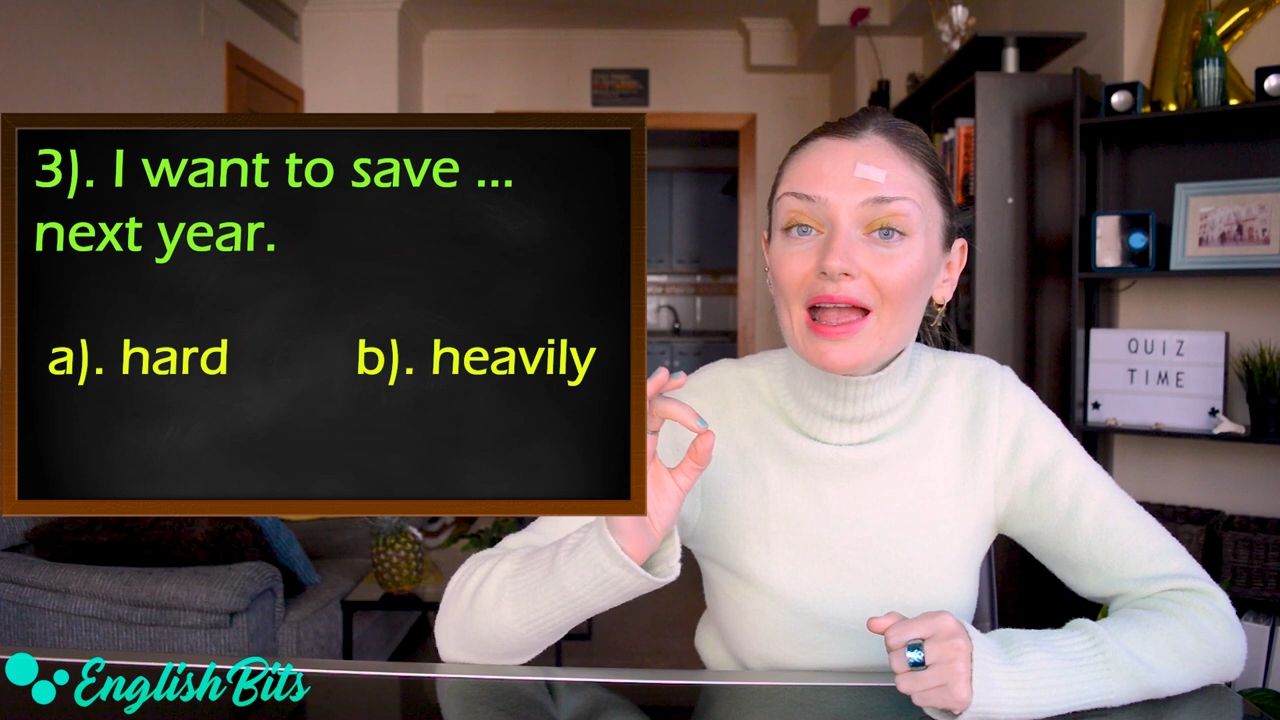 3). I want to save ...
next year.
a). hard b). heavily
QUIZ
TIME
EnglishBits